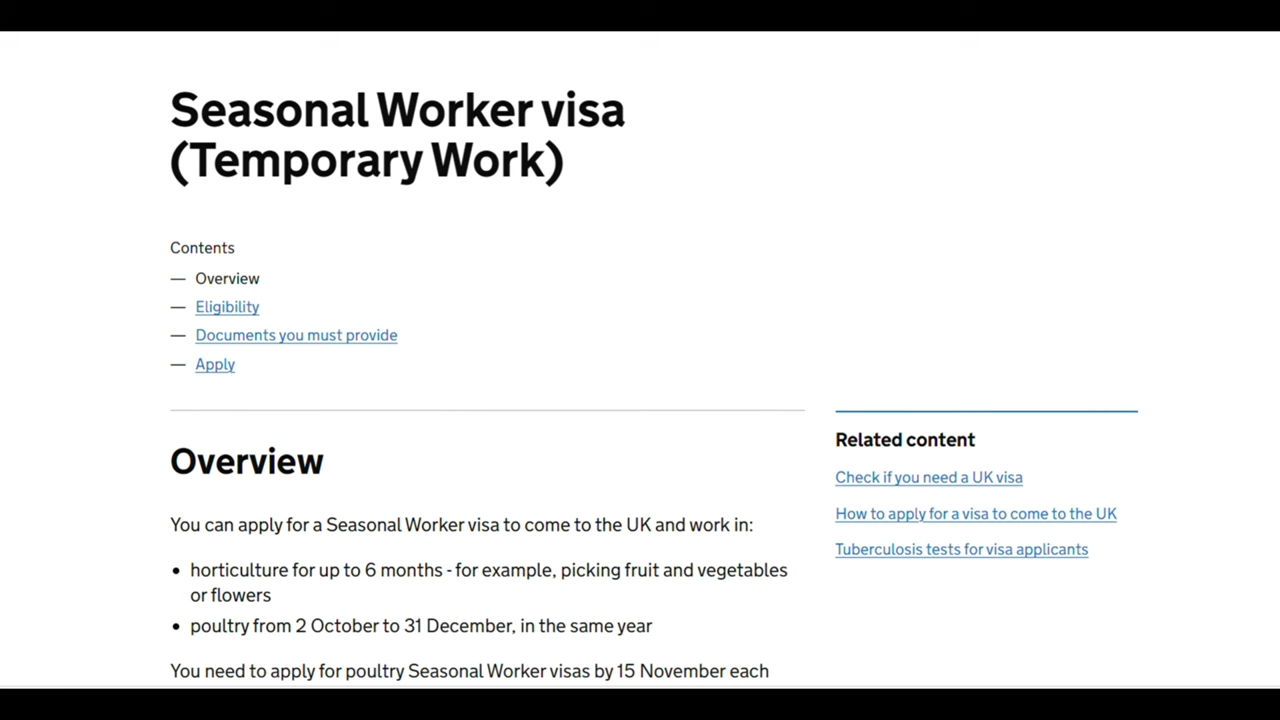 Seasonal Worker visa
(Temporary Work)
Contents
— Overview
— Eligibility
— Documents you must provide
— Apply
Overview
You can apply for a Seasonal Worker visa to come to the UK and work in:
• horticulture for up to 6 months - for example, picking fruit and vegetables
or flowers
• poultry from 2 October to 31 December, in the same year
You need to apply for poultry Seasonal Worker visas by 15 November each
Related content
Check if you need a UK visa
How to apply for a visa to come to the UK
Tuberculosis tests for visa applicants